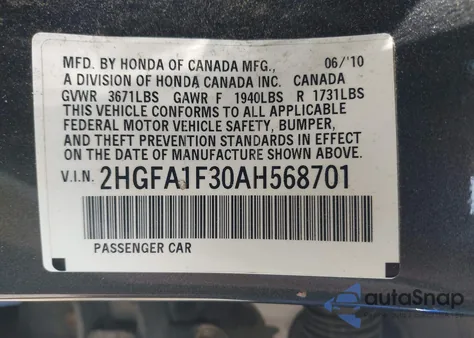 MFD. BY HONDA OF CANADA MFG., 06/'10
A DIVISION OF HONDA CANADA INC. CANADA
GVWR 3671LBS GAWR F 1940LBS R 1731LBS
THIS VEHICLE CONFORMS TO ALL APPLICABLE
FEDERAL MOTOR VEHICLE SAFETY, BUMPER,
AND THEFT PREVENTION STANDARDS IN EFFECT
ON THE DATE OF MANUFACTURE SHOWN ABOVE.
V.I.N. 2HGFA1F30AH568701
PASSENGER CAR
autoSnap